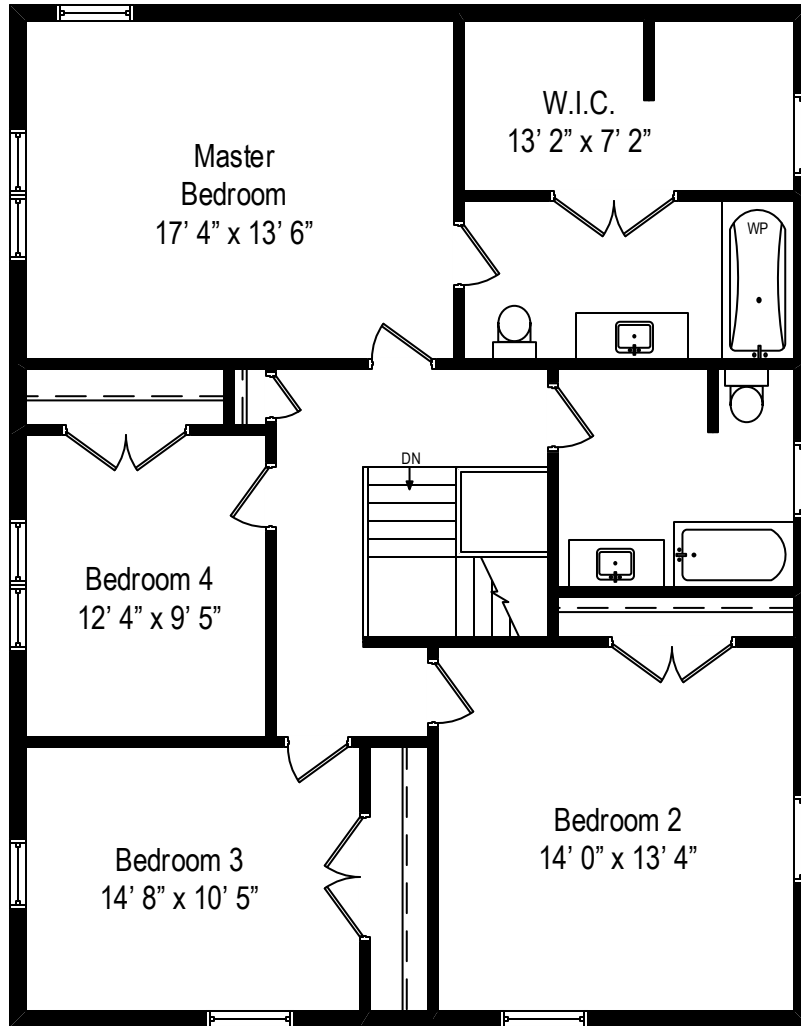 Master
Bedroom
17’ 4” x 13’ 6”
W.I.C.
13’ 2” x 7’ 2”
WP
DN
Bedroom 4
12’ 4” x 9’ 5”
Bedroom 2
14’ 0” x 13’ 4”
Bedroom 3
14’ 8” x 10’ 5”